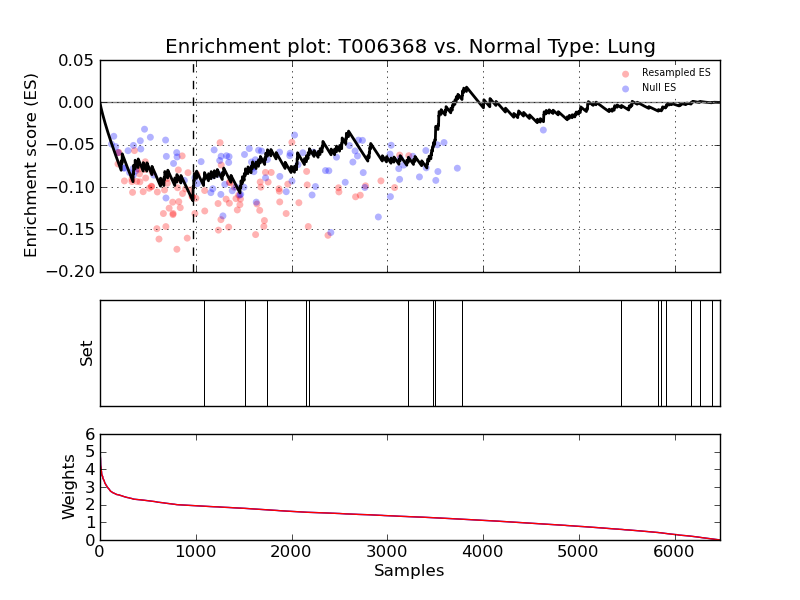 Enrichment plot: T006368 vs. Normal Type: Lung
Enrichment score (ES)
0.05
0.00
−0.05
−0.10
−0.15
−0.20
Resampled ES
Null ES
Set
Weights
6
5
4
3
2
1
0
0 1000 2000 3000 4000 5000 6000
Samples